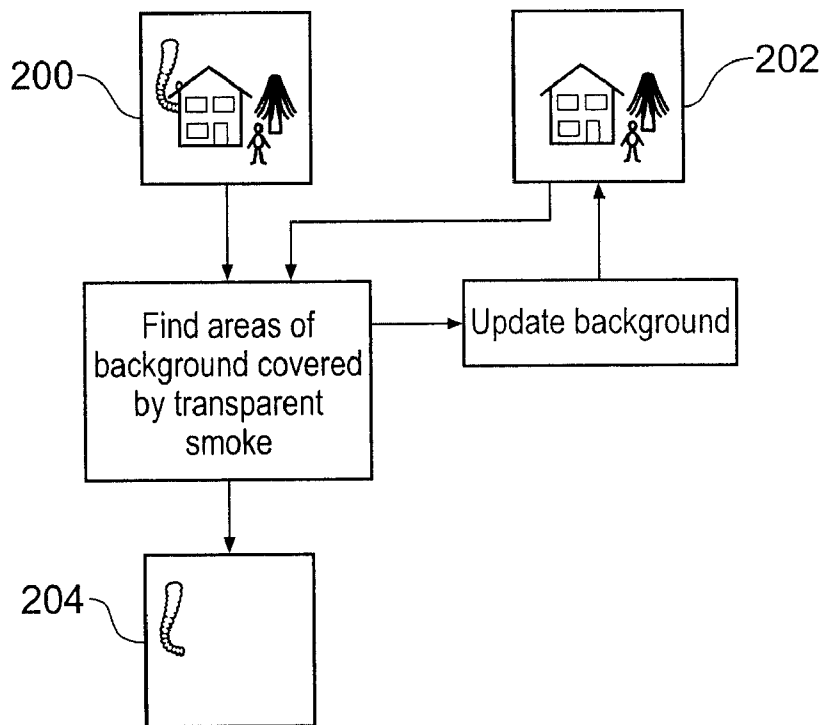 200
202
Find areas of
background covered
by transparent
smoke
Update background
204